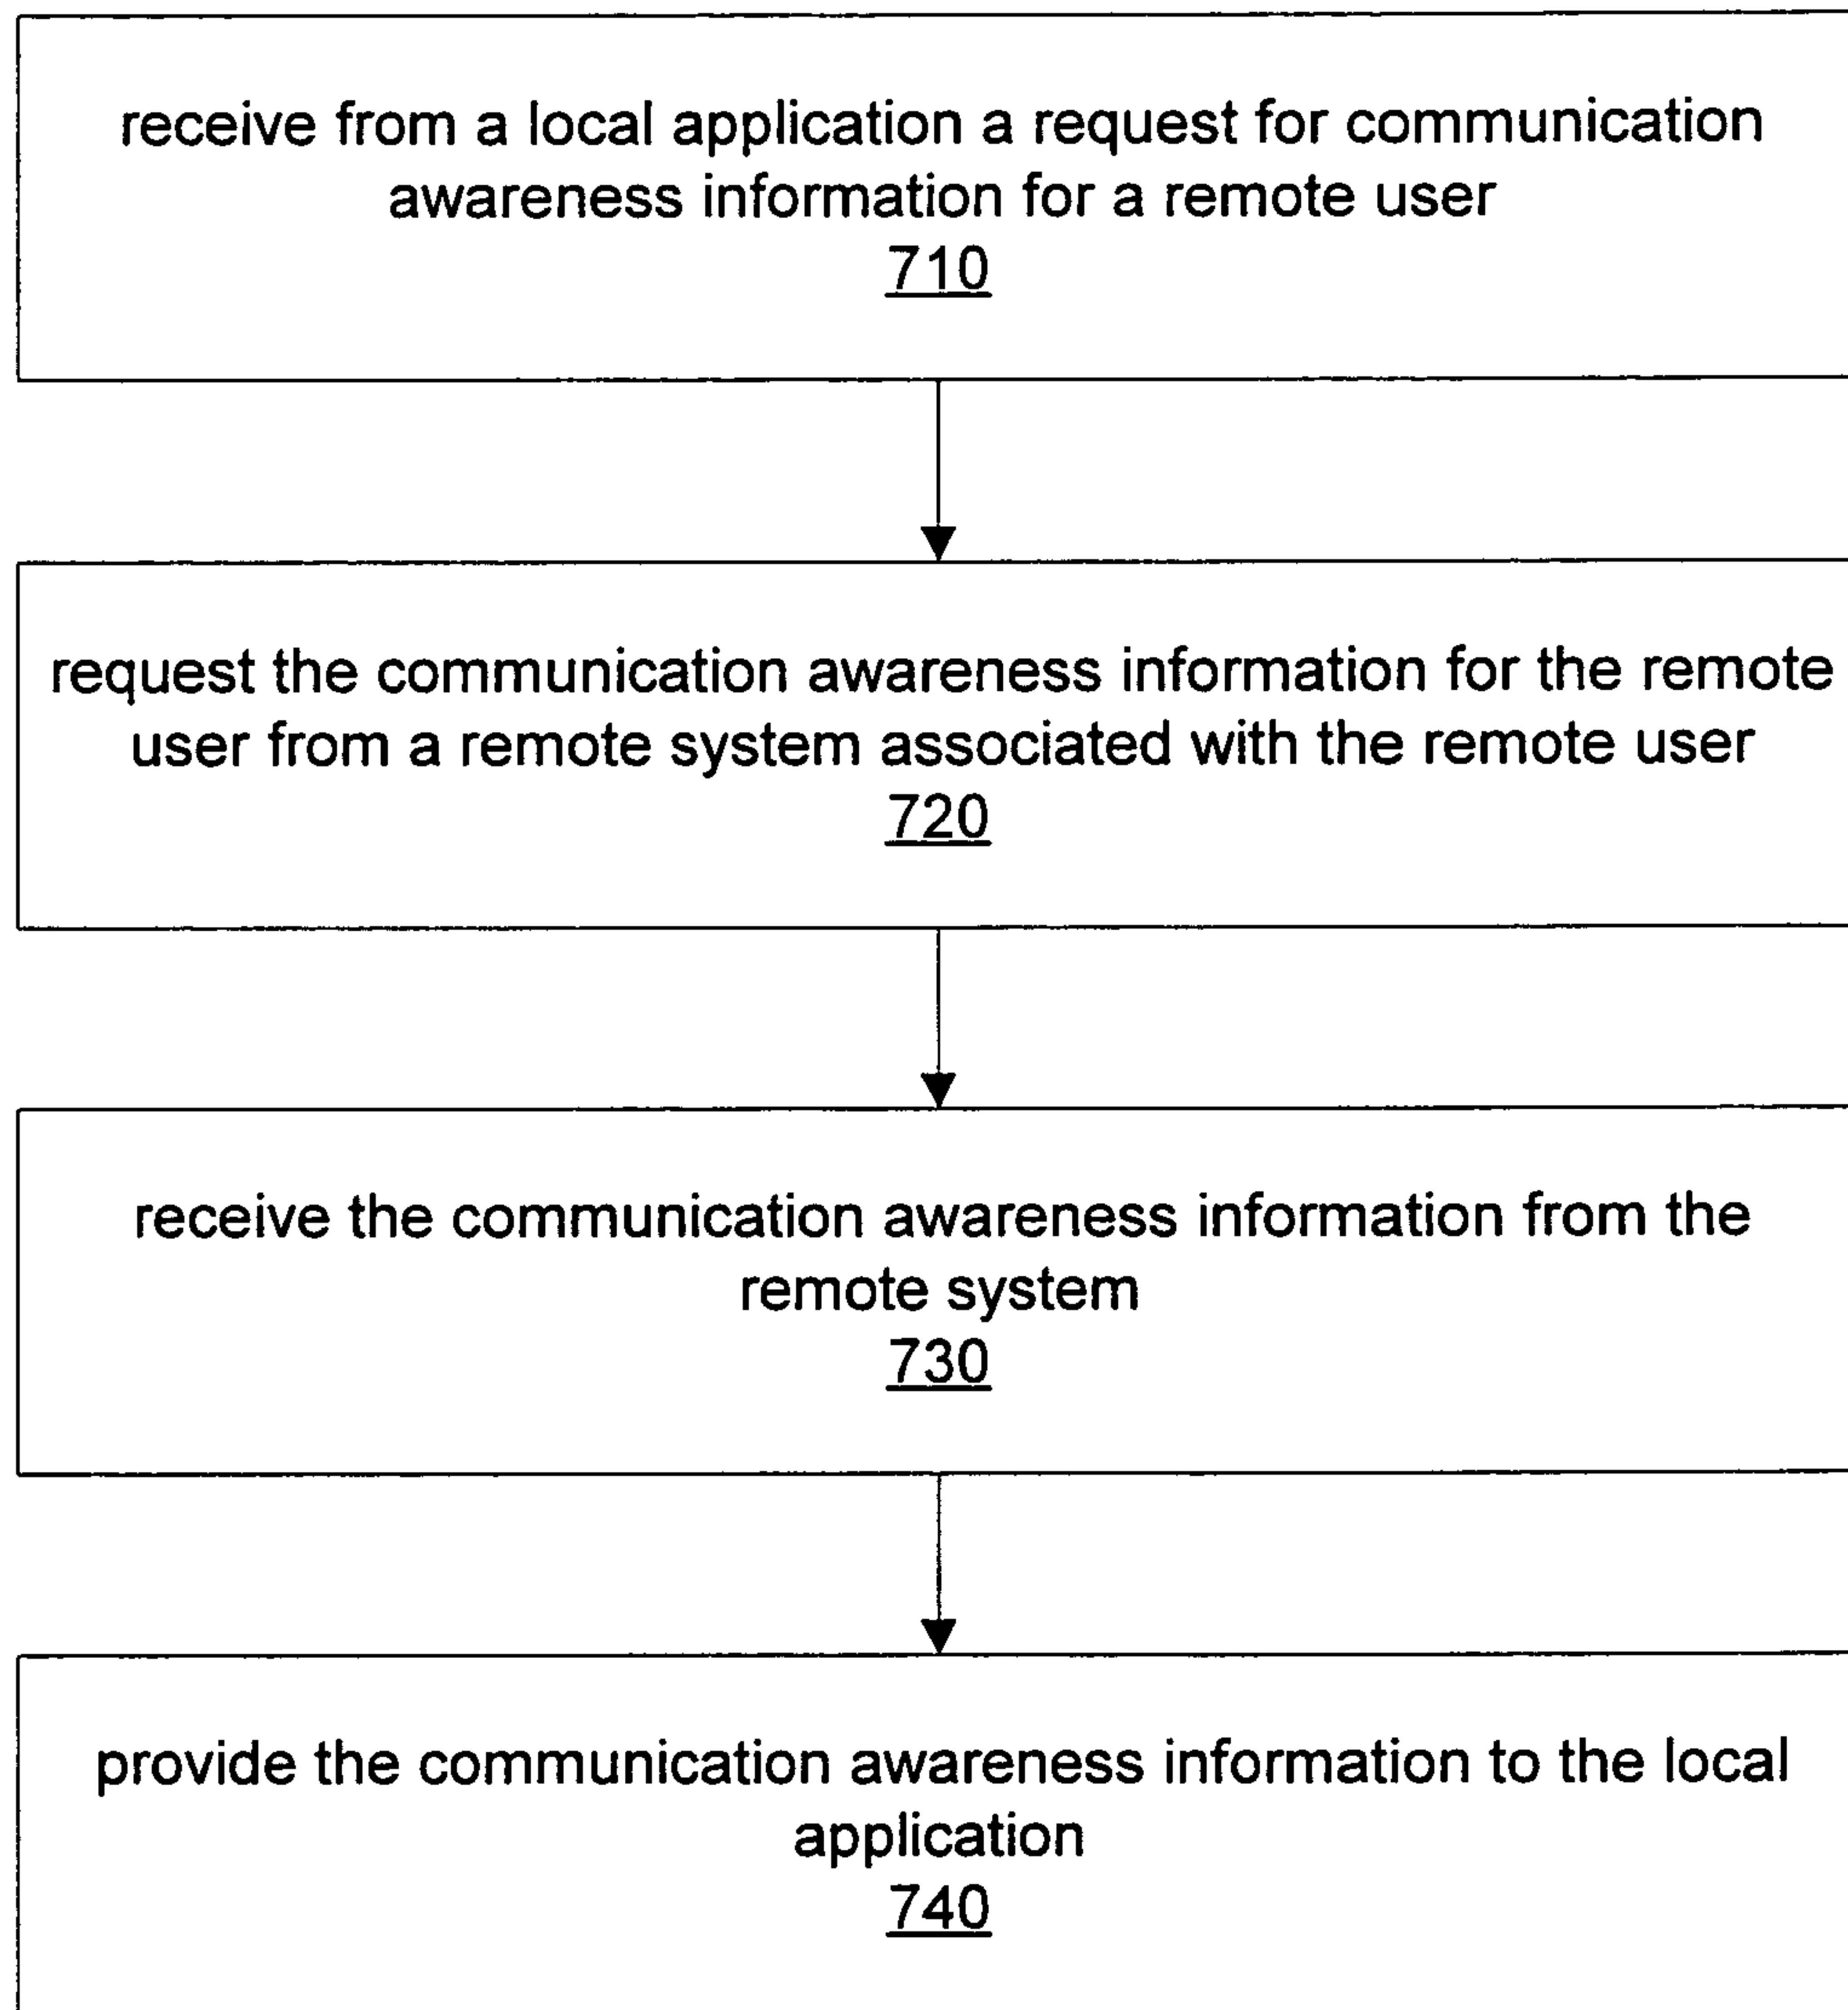 receive from a local application a request for communication
awareness information for a remote user
710
request the communication awareness information for the remote
user from a remote system associated with the remote user
720
receive the communication awareness information from the
remote system
730
provide the communication awareness information to the local
application
740